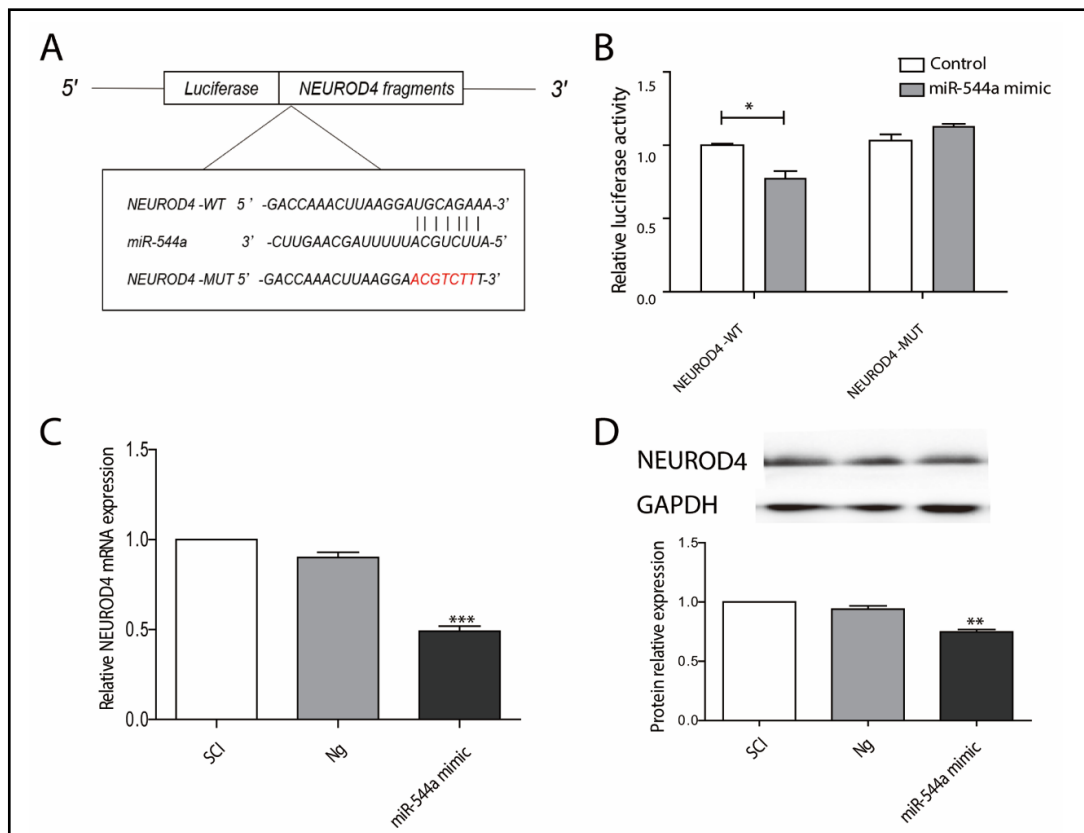 A
5'
Luciferase
NEUROD4 fragments
3'
NEUROD4 -WT 5 ' -GACCAAACUUAAGGAUGCAGAAA-3'
miR-544a 3' -CUUGAACGAUUUUUACGUCUUA-5'
NEUROD4 -MUT 5' -GACCAAACUUAAGGAACGTCTTT-3'
B
Control
miR-544a mimic
Relative luciferase activity
1.5
1.0
0.5
0.0
*
NEUROD4 -WT
NEUROD4 -MUT
C
Relative NEUROD4 mRNA expression
1.5
1.0
0.5
0.0
***
SCI
Ng
miR-544a mimic
D
NEUROD4
GAPDH
Protein relative expression
1.5
1.0
0.5
0.0
**
SCI
Ng
miR-544a mimic